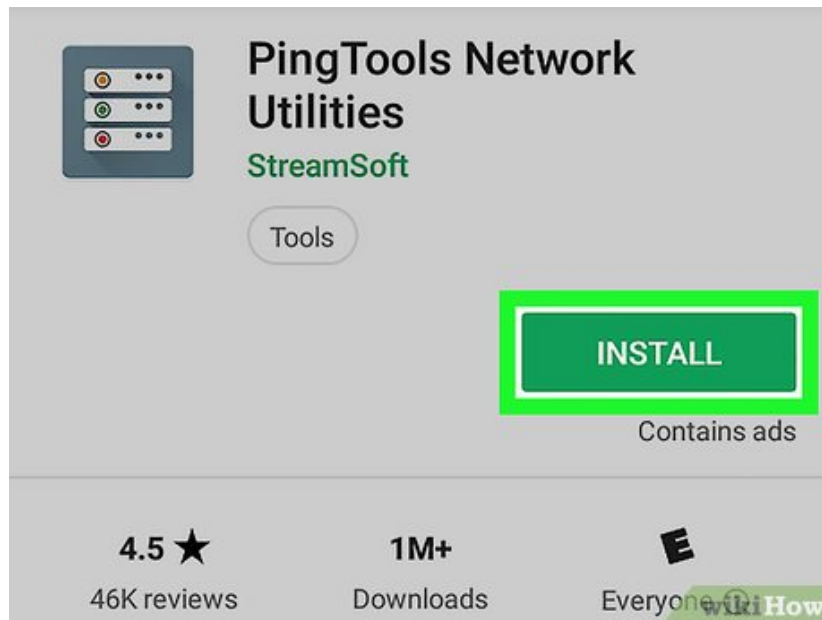 PingTools Network
Utilities
StreamSoft
Tools
INSTALL
Contains ads
4.5 ★ 1M+ E
46K reviews Downloads Everyone
wikiHow